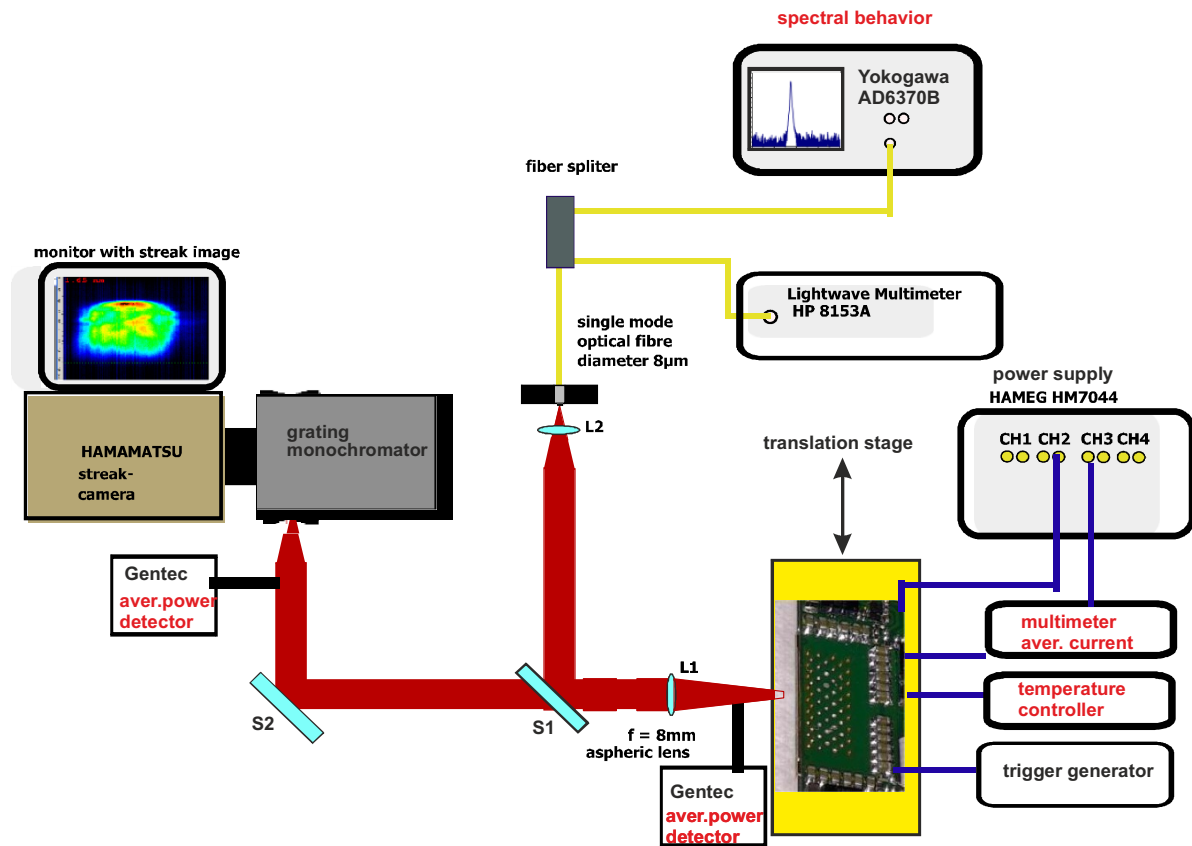 spectral behavior
Yokogawa
AD6370B
fiber spliter
monitor with streak image
Lightwave Multimeter
HP 8153A
single mode
optical fibre
diameter 8µm
power supply
HAMEG HM7044
CH1 CH2 CH3 CH4
L2
grating
monochromator
translation stage
HAMAMATSU
streak-
camera
Gentec
aver.power
detector
multimeter
aver. current
L1
temperature
controller
S2
S1
f = 8mm
aspheric lens
trigger generator
Gentec
aver.power
detector